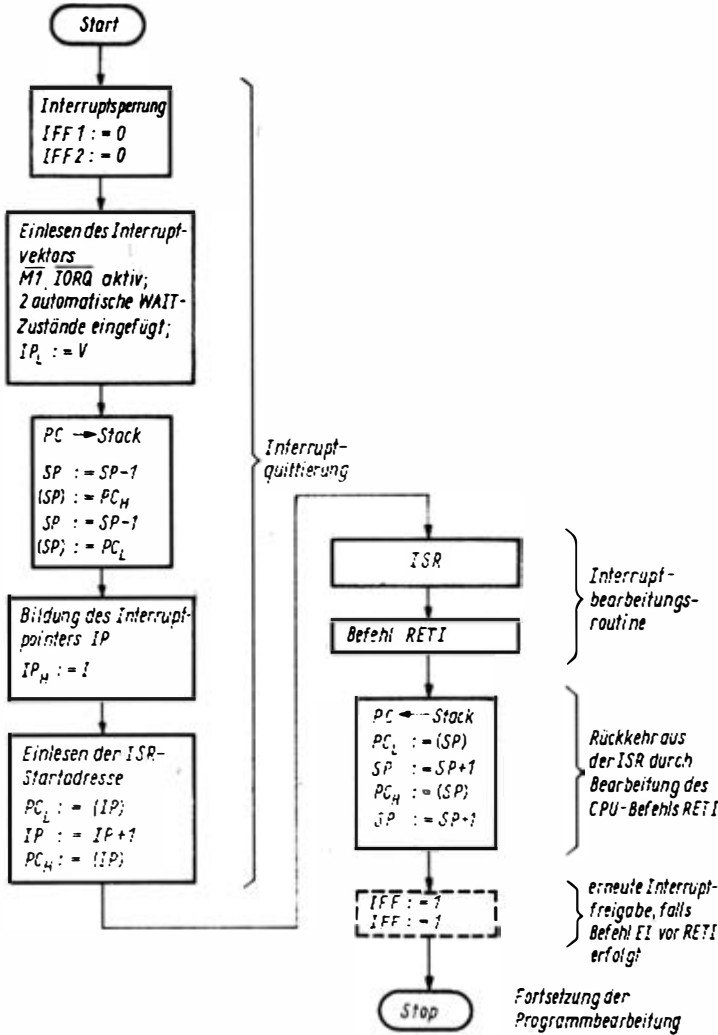 Start
Interruptsperrung
IFF1 := 0
IFF2 := 0
Einlesen des Interrupt-
vektors
M1, IORQ aktiv;
2 automatische WAIT-
Zustände eingefügt;
IPL := V
PC → Stack
SP := SP-1
(SP) := PCH
SP := SP-1
(SP) := PCL
Bildung des Interrupt-
pointers IP
IPH := I
Einlesen der ISR-
Startadresse
PCL := (IP)
IP := IP+1
PCH := (IP)
Interrupt-
quittierung
ISR
Befehl RETI
Interrupt-
bearbeitungs-
routine
PC ← Stack
PCL := (SP)
SP := SP+1
PCH := (SP)
SP := SP+1
Rückkehr aus
der ISR durch
Bearbeitung des
CPU-Befehls RETI
IFF := 1
IFF := 1
erneute Interrupt-
freigabe, falls
Befehl EI vor RETI
erfolgt
Stop
Fortsetzung der
Programmbearbeitung